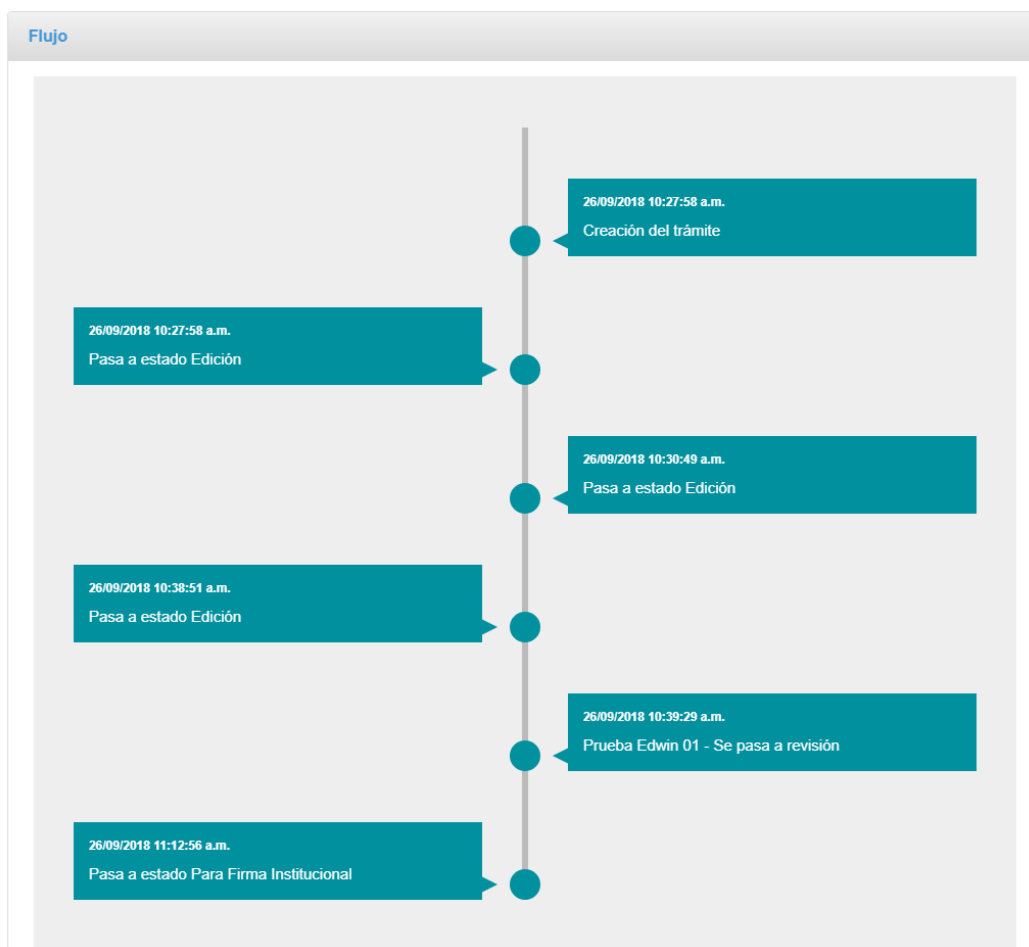 Flujo
26/09/2018 10:27:58 a.m.
Creación del trámite
26/09/2018 10:27:58 a.m.
Pasa a estado Edición
26/09/2018 10:30:49 a.m.
Pasa a estado Edición
26/09/2018 10:38:51 a.m.
Pasa a estado Edición
26/09/2018 10:39:29 a.m.
Prueba Edwin 01 - Se pasa a revisión
26/09/2018 11:12:56 a.m.
Pasa a estado Para Firma Institucional